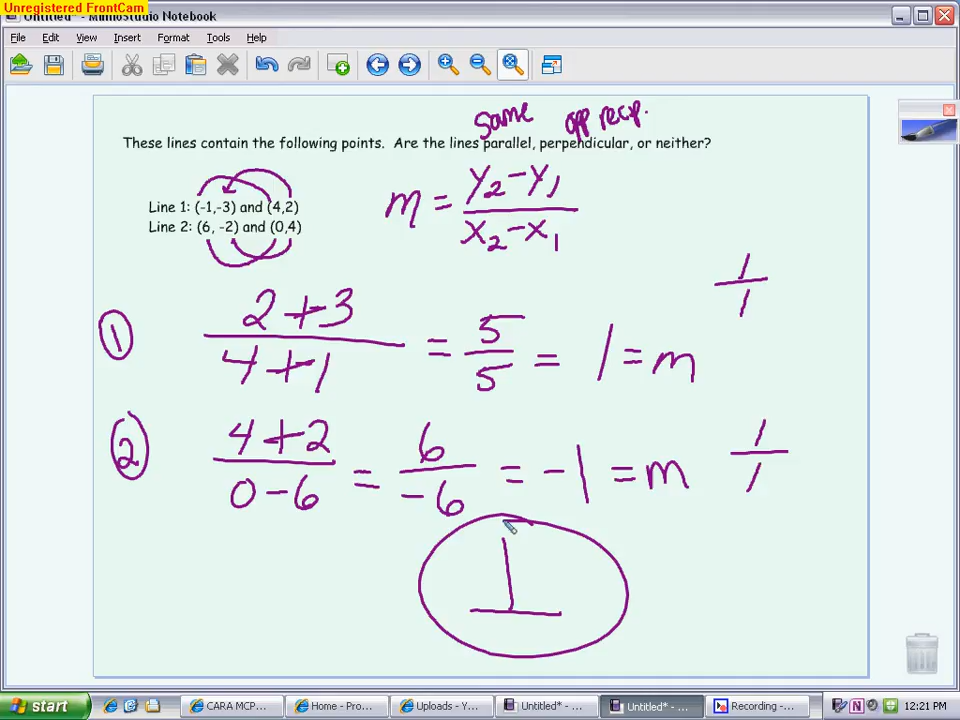 Unregistered FrontCam
Untitled* - MimioStudio Notebook
File Edit View Insert Format Tools Help
same opp recip.
These lines contain the following points. Are the lines parallel, perpendicular, or neither?
Line 1: (-1,-3) and (4,2)
Line 2: (6, -2) and (0,4)
m = y₂-y₁ / x₂-x₁
1/1
① 2+3 / 4+1 = 5/5 = 1 = m
② 4+2 / 0-6 = 6/-6 = -1 = m 1/1
⊥
start CARA MCP... Home - Pro... Uploads - Y... Untitled* - ... Untitled* - ... Recording - ... 12:21 PM